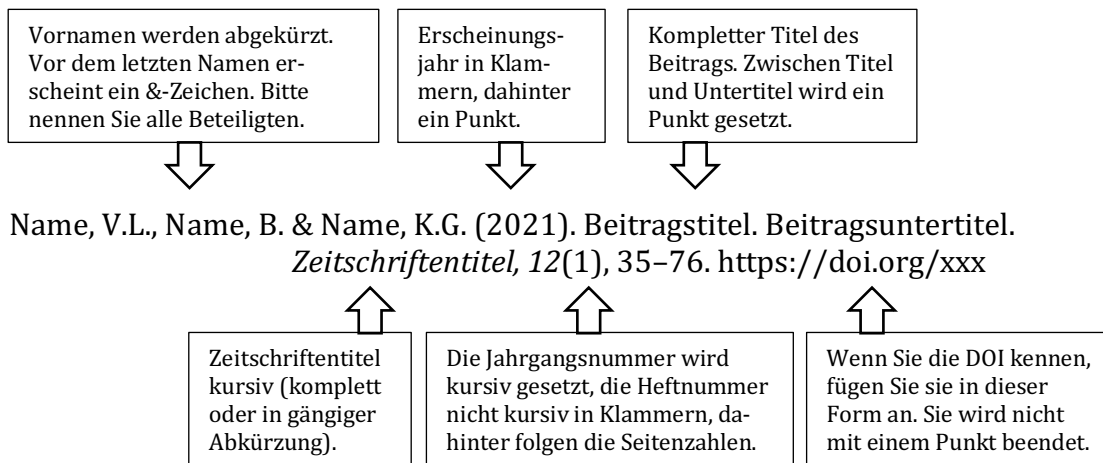 Vornamen werden abgekürzt.
Vor dem letzten Namen er-
scheint ein &-Zeichen. Bitte
nennen Sie alle Beteiligten.
Erscheinungs-
jahr in Klam-
mern, dahinter
ein Punkt.
Kompletter Titel des
Beitrags. Zwischen Titel
und Untertitel wird ein
Punkt gesetzt.
Name, V.L., Name, B. & Name, K.G. (2021). Beitragstitel. Beitragsuntertitel.
Zeitschriftentitel, 12(1), 35–76. https://doi.org/xxx
Zeitschriftentitel
kursiv (komplett
oder in gängiger
Abkürzung).
Die Jahrgangsnummer wird
kursiv gesetzt, die Heftnummer
nicht kursiv in Klammern, da-
hinter folgen die Seitenzahlen.
Wenn Sie die DOI kennen,
fügen Sie sie in dieser
Form an. Sie wird nicht
mit einem Punkt beendet.